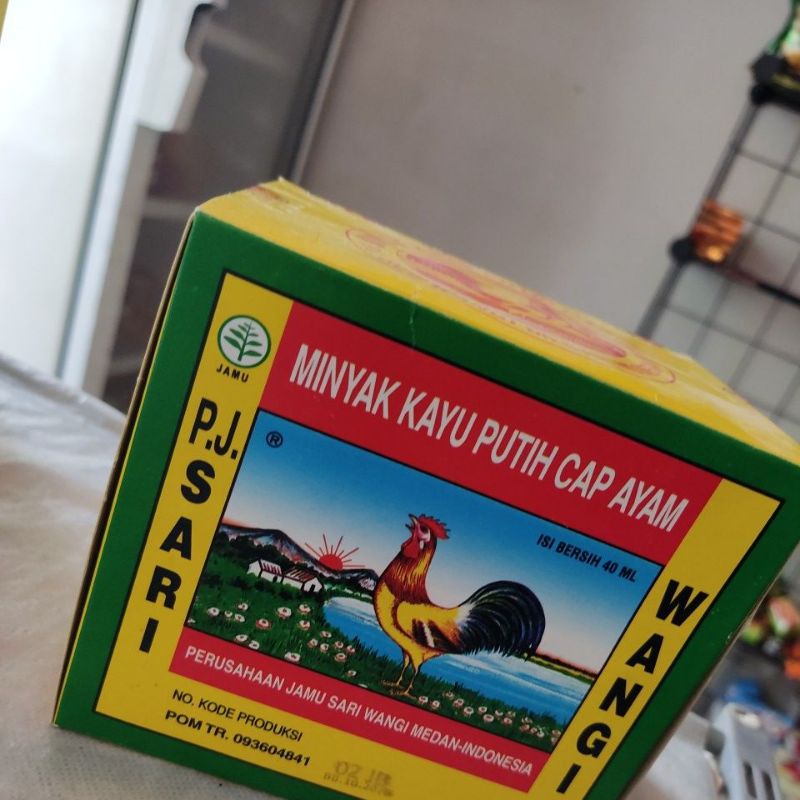 JAMU
MINYAK KAYU PUTIH CAP AYAM
®
ISI BERSIH 40 ML
P.J.
SARI
WANGI
PERUSAHAAN JAMU SARI WANGI MEDAN-INDONESIA
NO. KODE PRODUKSI
POM TR. 093604841